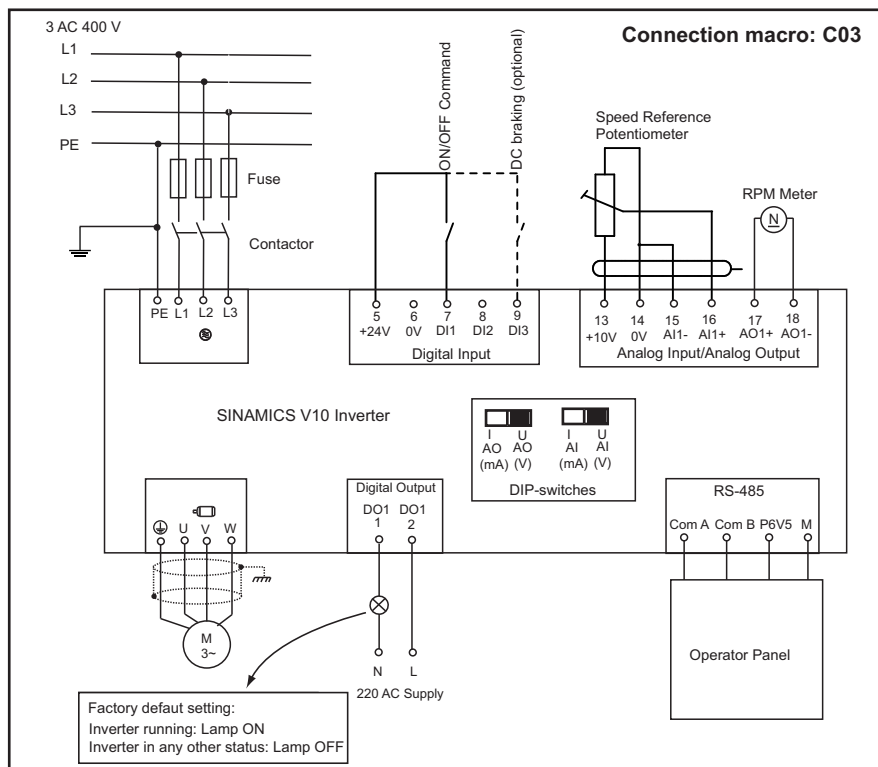 3 AC 400 V
Connection macro: C03
L1
L2
L3
PE
Fuse
Contactor
ON/OFF Command
DC braking (optional)
Speed Reference
Potentiometer
RPM Meter
N
PE L1 L2 L3
5 6 7 8 9
+24V 0V DI1 DI2 DI3
Digital Input
13 14 15 16 17 18
+10V 0V AI1- AI1+ AO1+ AO1-
Analog Input/Analog Output
SINAMICS V10 Inverter
I U I U
AO AO AI AI
(mA) (V) (mA) (V)
DIP-switches
U V W
Digital Output
DO1 DO1
1 2
RS-485
Com A Com B P6V5 M
M
3~
N L
220 AC Supply
Operator Panel
Factory defaut setting:
Inverter running: Lamp ON
Inverter in any other status: Lamp OFF